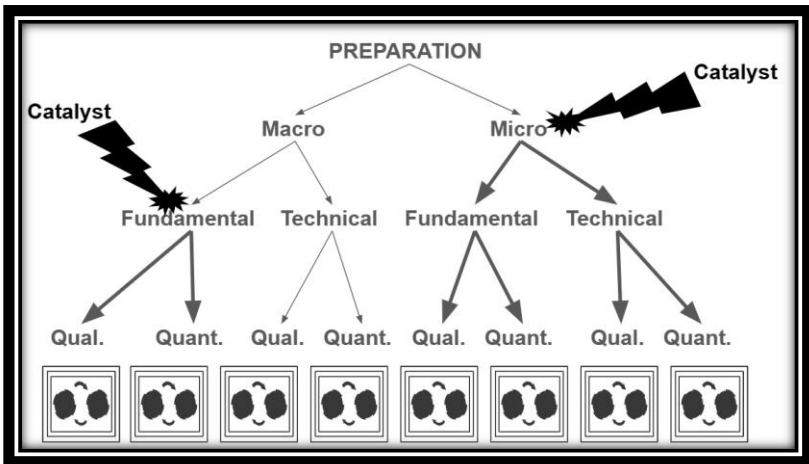 PREPARATION
Catalyst
Catalyst
Macro
Micro
Fundamental
Technical
Fundamental
Technical
Qual.
Quant.
Qual.
Quant.
Qual.
Quant.
Qual.
Quant.